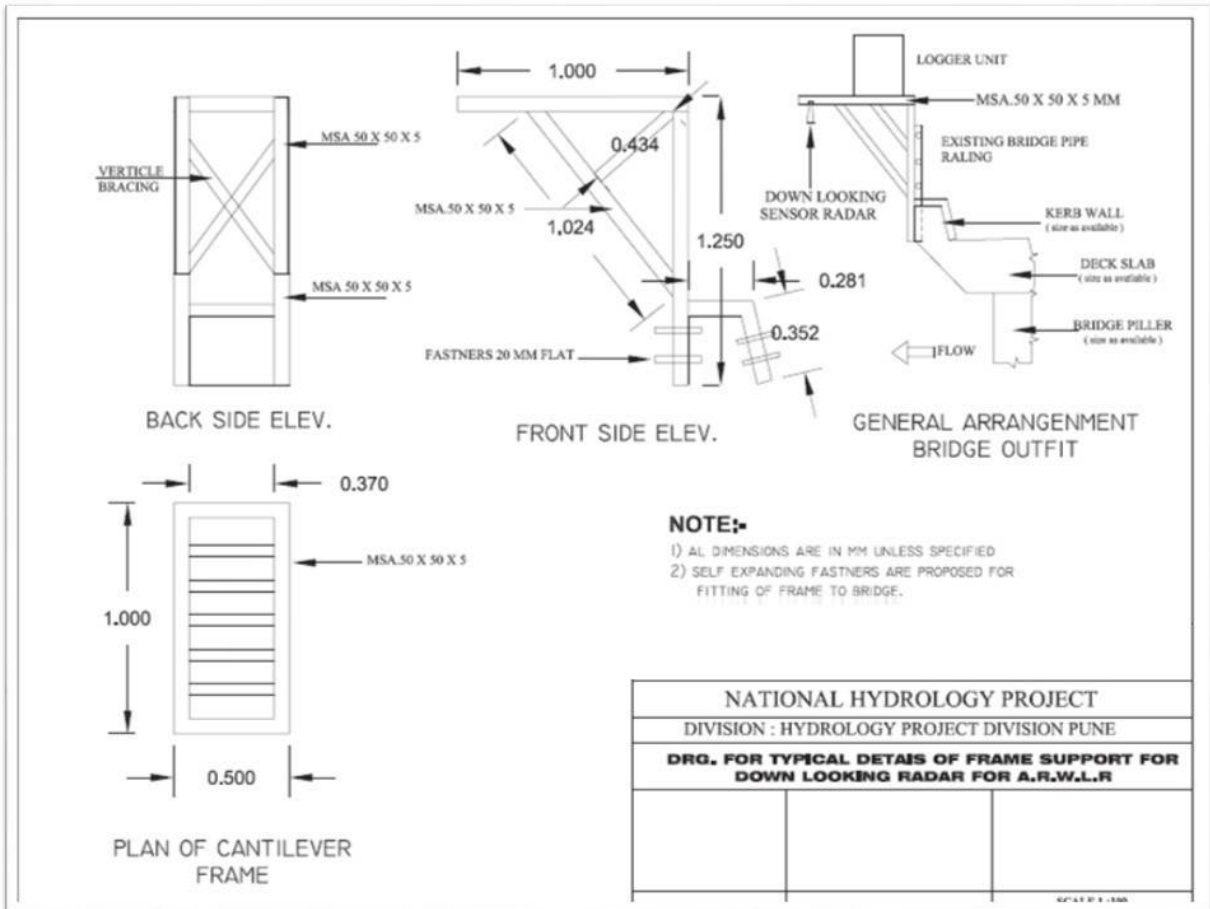 1.000
LOGGER UNIT
MSA 50 X 50 X 5
MSA.50 X 50 X 5 MM
VERTICLE
BRACING
0.434
EXISTING BRIDGE PIPE
RALING
MSA.50 X 50 X 5
1.024
DOWN LOOKING
SENSOR RADAR
KERB WALL
( size as available )
1.250
DECK SLAB
( size as available )
MSA 50 X 50 X 5
0.281
0.352
BRIDGE PILLER
( size as available )
FASTNERS 20 MM FLAT
FLOW
BACK SIDE ELEV.
FRONT SIDE ELEV.
GENERAL ARRANGENMENT
BRIDGE OUTFIT
0.370
MSA.50 X 50 X 5
1.000
0.500
PLAN OF CANTILEVER
FRAME
NOTE:-
1) AL DIMENSIONS ARE IN MM UNLESS SPECIFIED
2) SELF EXPANDING FASTNERS ARE PROPOSED FOR
FITTING OF FRAME TO BRIDGE.
NATIONAL HYDROLOGY PROJECT
DIVISION : HYDROLOGY PROJECT DIVISION PUNE
DRG. FOR TYPICAL DETAIS OF FRAME SUPPORT FOR
DOWN LOOKING RADAR FOR A.R.W.L.R
SCALE 1:100